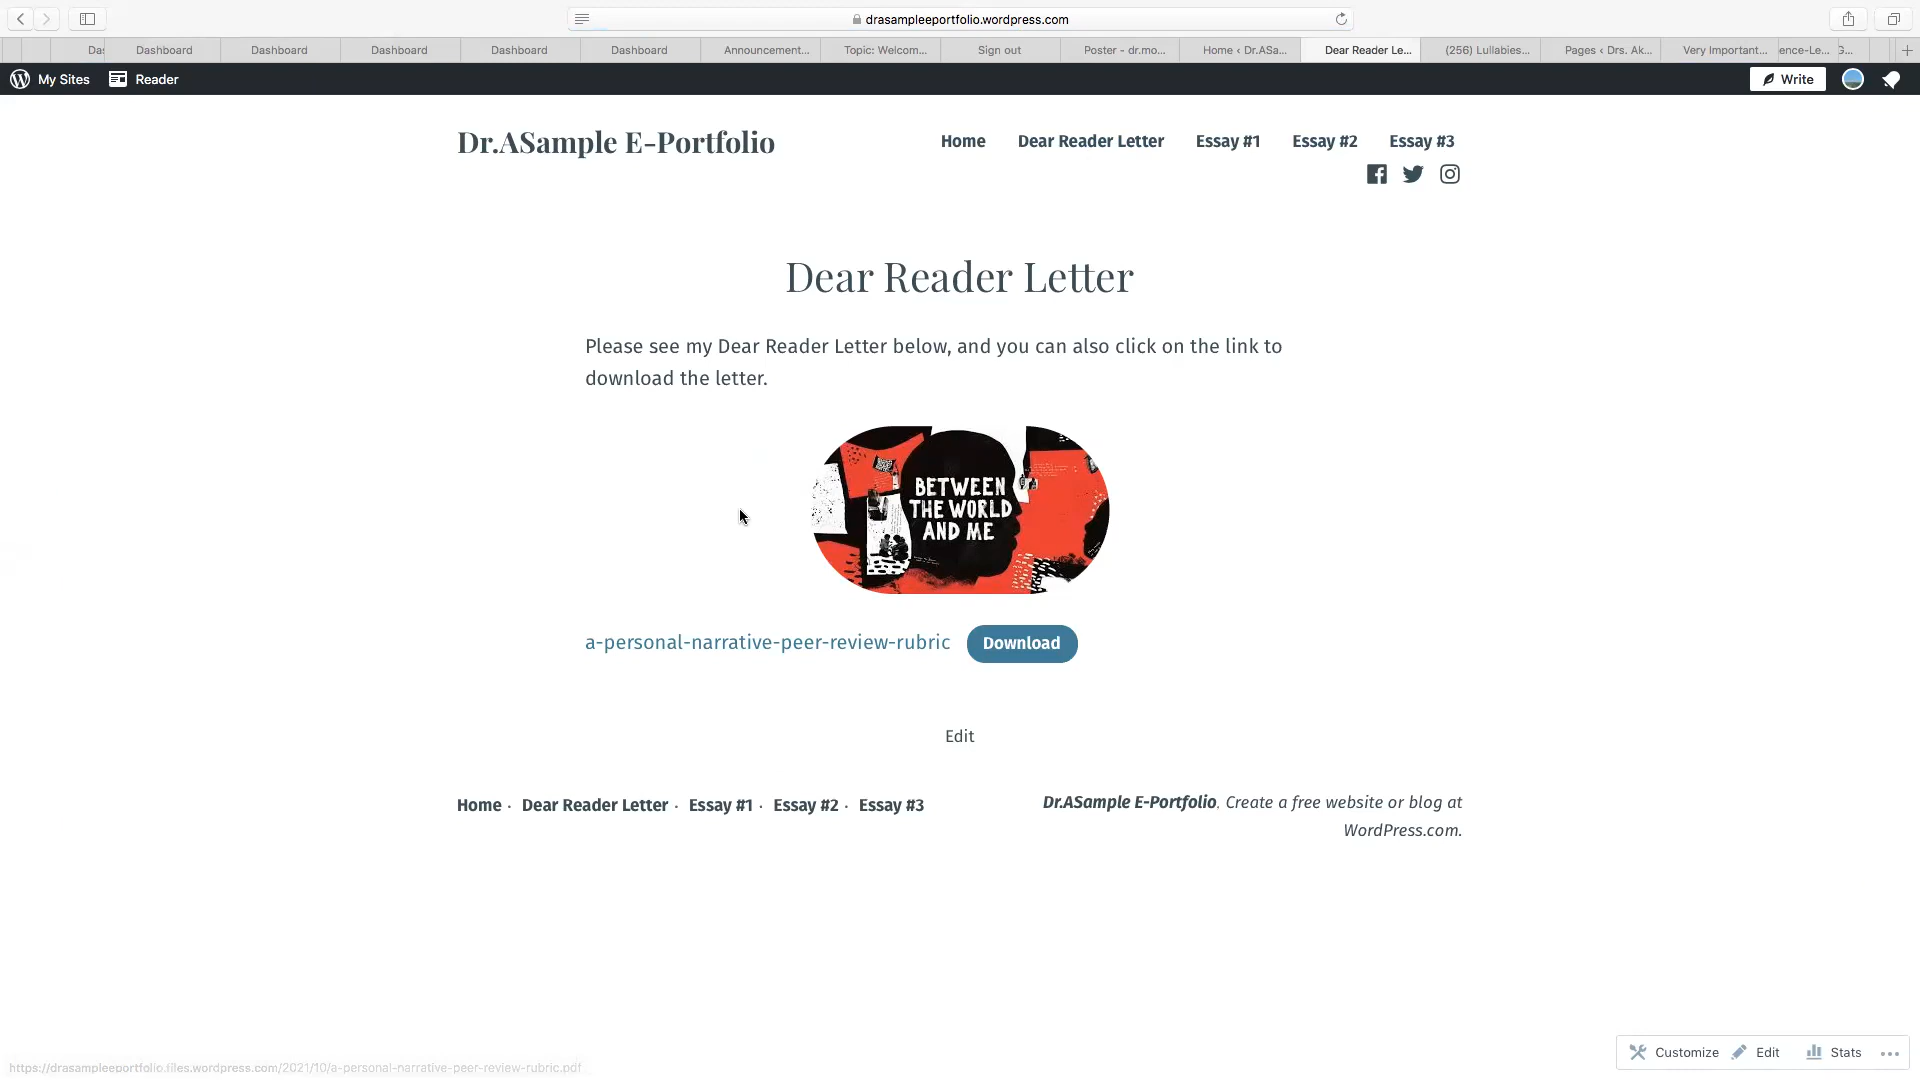 drasampleeportfolio.wordpress.com
Das
Dashboard
Dashboard
Dashboard
Dashboard
Dashboard
Announcement...
Topic: Welcom...
Sign out
Poster - dr.mo...
Home ‹ Dr.ASa...
Dear Reader Le...
(256) Lullabies...
Pages ‹ Drs. Ak...
Very Important...
ence-Le...
My Sites
Reader
Write
Dr.ASample E-Portfolio
Home
Dear Reader Letter
Essay #1
Essay #2
Essay #3
Dear Reader Letter
Please see my Dear Reader Letter below, and you can also click on the link to
download the letter.
BETWEEN
THE WORLD
AND ME
a-personal-narrative-peer-review-rubric
Download
Edit
Home · Dear Reader Letter · Essay #1 · Essay #2 · Essay #3
Dr.ASample E-Portfolio. Create a free website or blog at
WordPress.com.
https://drasampleeportfolio.files.wordpress.com/2021/10/a-personal-narrative-peer-review-rubric.pdf
Customize
Edit
Stats